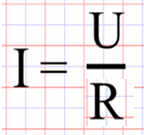 I = U/R